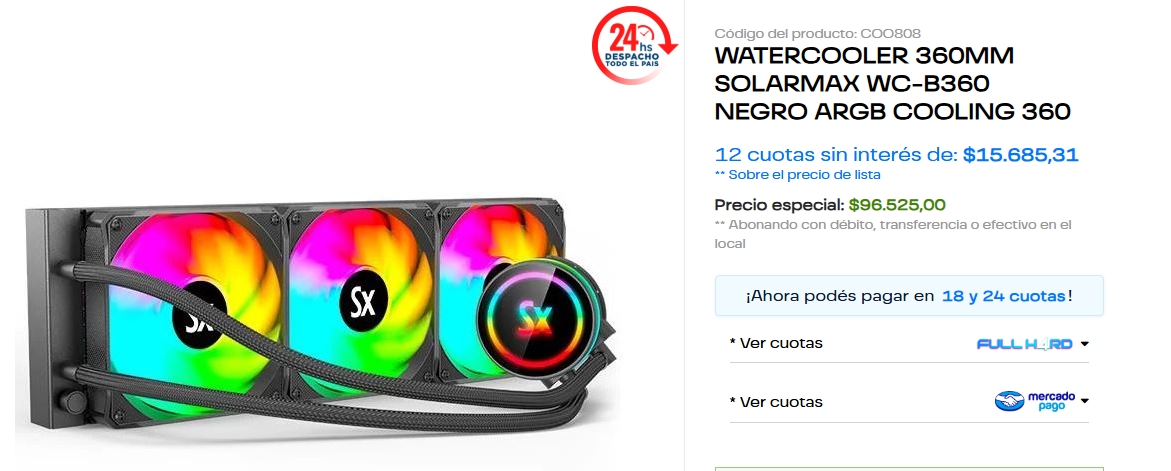 24hs
DESPACHO
TODO EL PAIS
Código del producto: COO808
WATERCOOLER 360MM
SOLARMAX WC-B360
NEGRO ARGB COOLING 360
12 cuotas sin interés de: $15.685,31
** Sobre el precio de lista
Precio especial: $96.525,00
** Abonando con débito, transferencia o efectivo en el
local
¡Ahora podés pagar en 18 y 24 cuotas!
* Ver cuotas
FULL H4RD
* Ver cuotas
mercado
pago
Sx
Sx
Sx